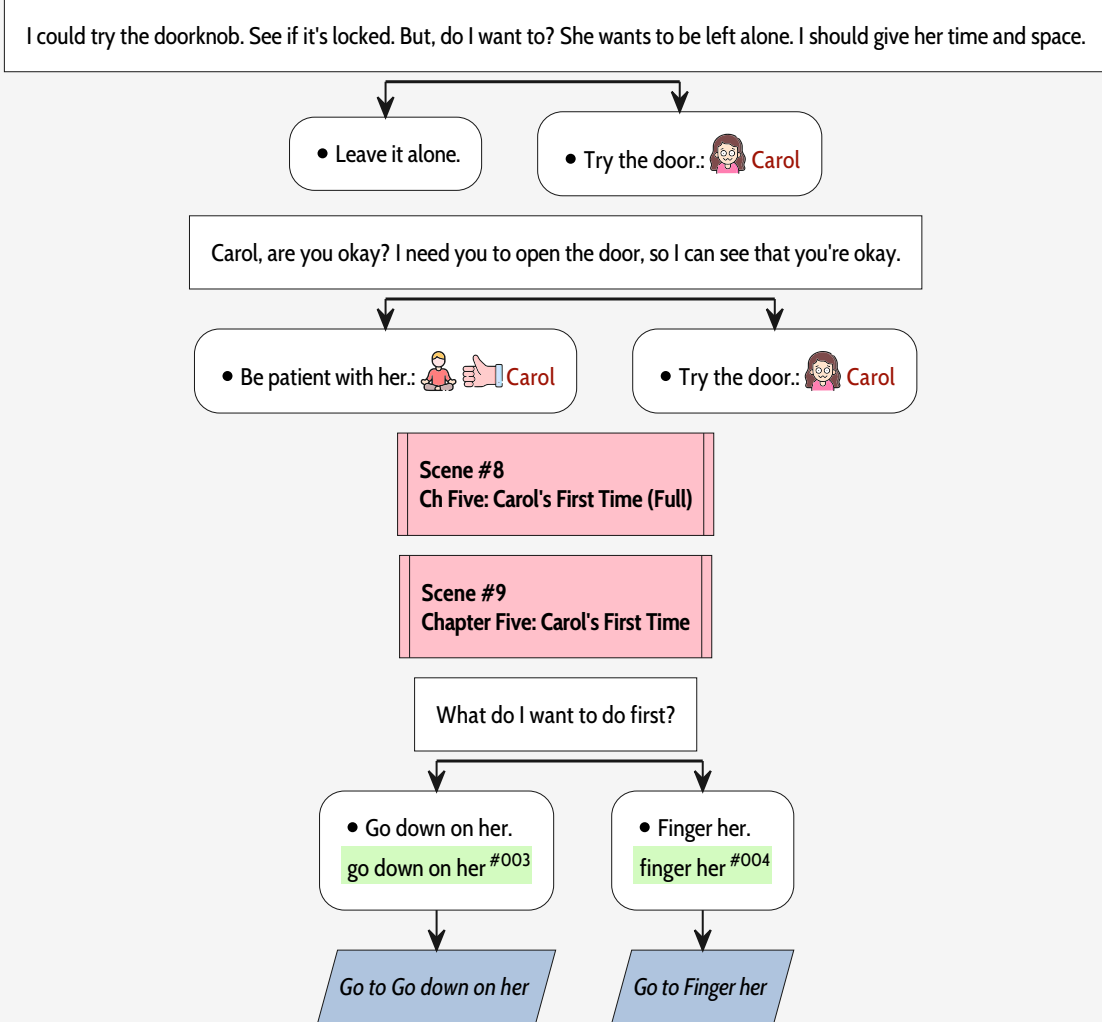 I could try the doorknob. See if it's locked. But, do I want to? She wants to be left alone. I should give her time and space.
• Leave it alone.
• Try the door.: Carol
Carol, are you okay? I need you to open the door, so I can see that you're okay.
• Be patient with her.: Carol
• Try the door.: Carol
Scene #8
Ch Five: Carol's First Time (Full)
Scene #9
Chapter Five: Carol's First Time
What do I want to do first?
• Go down on her.
go down on her #003
• Finger her.
finger her #004
Go to Go down on her
Go to Finger her